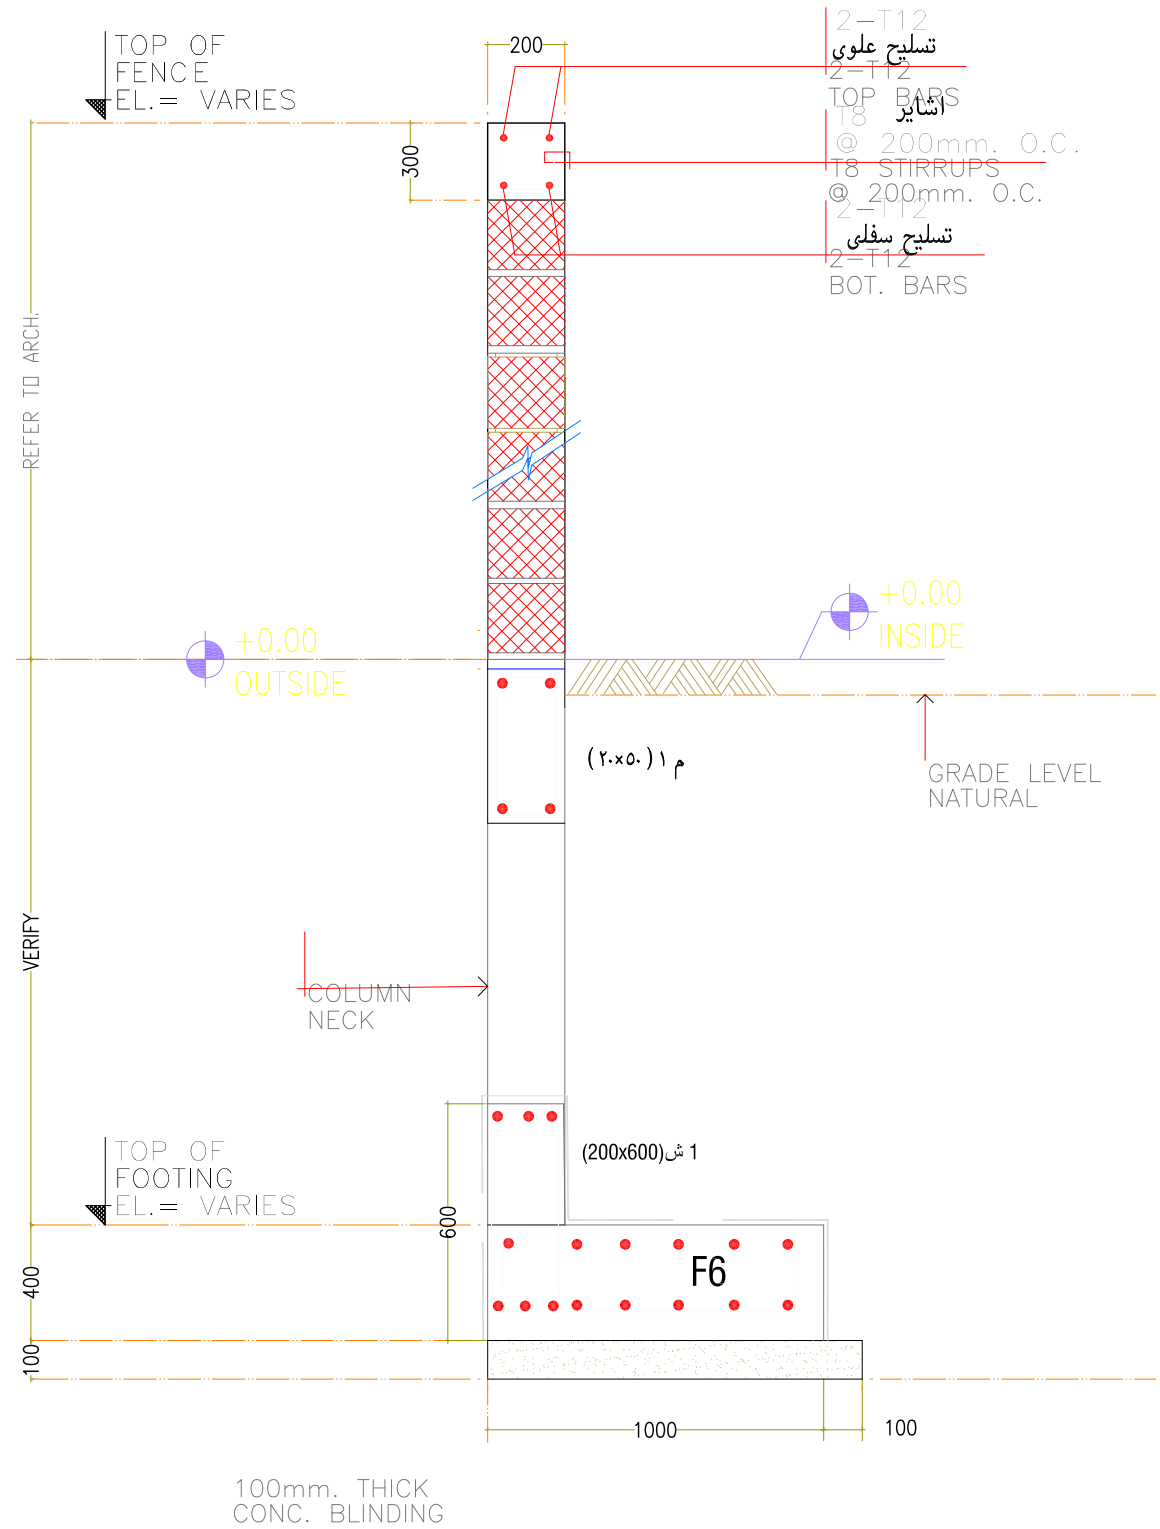 TOP OF
FENCE
EL.= VARIES
200
2-T12
تسليح علوى
2-T12
TOP BARS
اشاير
T8
@ 200mm. O.C.
T8 STIRRUPS
@ 200mm. O.C.
2-T12
تسليح سفلى
2-T12
BOT. BARS
300
REFER TO ARCH.
+0.00
INSIDE
+0.00
OUTSIDE
م ١ (٢٠×٥٠)
GRADE LEVEL
NATURAL
VERIFY
COLUMN
NECK
TOP OF
FOOTING
EL.= VARIES
1 ش(200x600)
600
F6
400
100
1000
100
100mm. THICK
CONC. BLINDING